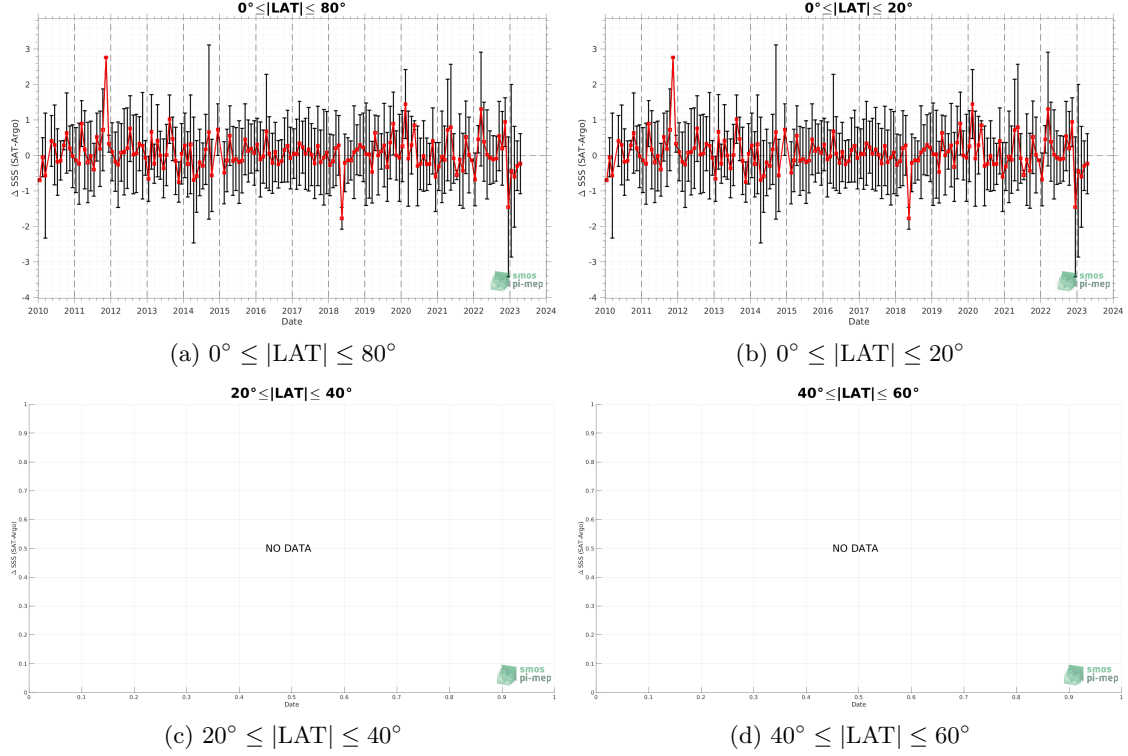 0°≤|LAT|≤ 80°
Δ SSS (SAT-Argo)
3
2
1
0
-1
-2
-3
-4
2010 2011 2012 2013 2014 2015 2016 2017 2018 2019 2020 2021 2022 2023 2024
Date
smos
pi-mep
(a) 0° ≤ |LAT| ≤ 80°
0°≤|LAT|≤ 20°
Δ SSS (SAT-Argo)
3
2
1
0
-1
-2
-3
-4
2010 2011 2012 2013 2014 2015 2016 2017 2018 2019 2020 2021 2022 2023 2024
Date
smos
pi-mep
(b) 0° ≤ |LAT| ≤ 20°
20°≤|LAT|≤ 40°
Δ SSS (SAT-Argo)
1
0.9
0.8
0.7
0.6
0.5
0.4
0.3
0.2
0.1
0
NO DATA
0 0.1 0.2 0.3 0.4 0.5 0.6 0.7 0.8 0.9 1
Date
smos
pi-mep
(c) 20° ≤ |LAT| ≤ 40°
40°≤|LAT|≤ 60°
Δ SSS (SAT-Argo)
1
0.9
0.8
0.7
0.6
0.5
0.4
0.3
0.2
0.1
0
NO DATA
0 0.1 0.2 0.3 0.4 0.5 0.6 0.7 0.8 0.9 1
Date
smos
pi-mep
(d) 40° ≤ |LAT| ≤ 60°